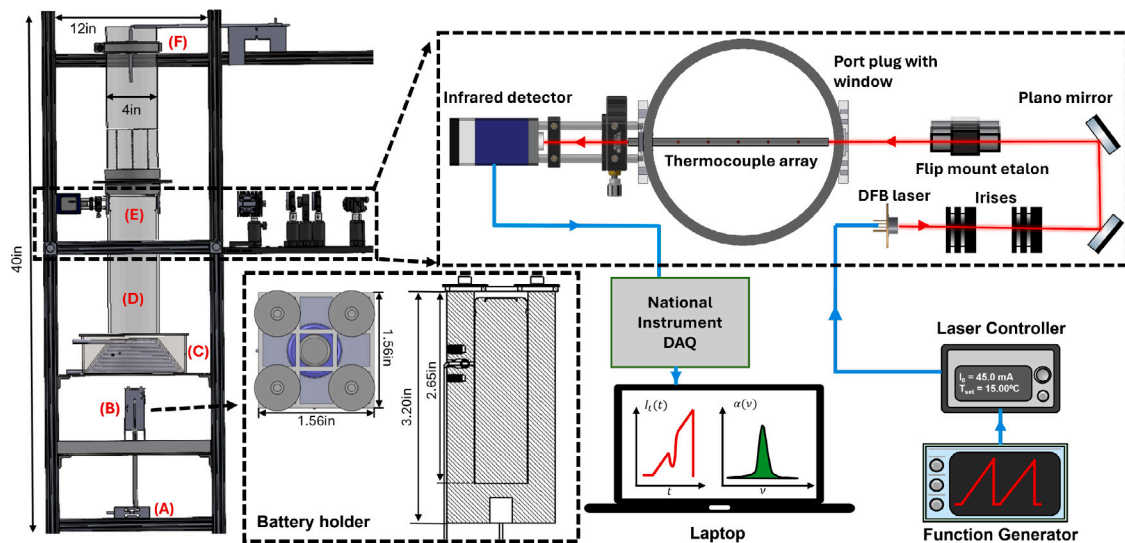 12in
(F)
4in
40in
(E)
(D)
(C)
(B)
(A)
Infrared detector
Port plug with
window
Plano mirror
Thermocouple array
Flip mount etalon
DFB laser
Irises
1.56in
1.56in
3.20in
2.65in
Battery holder
National
Instrument
DAQ
I_t(t)
t
α(ν)
ν
Laptop
Laser Controller
I₀ = 45.0 mA
T_set = 15.00ºC
Function Generator